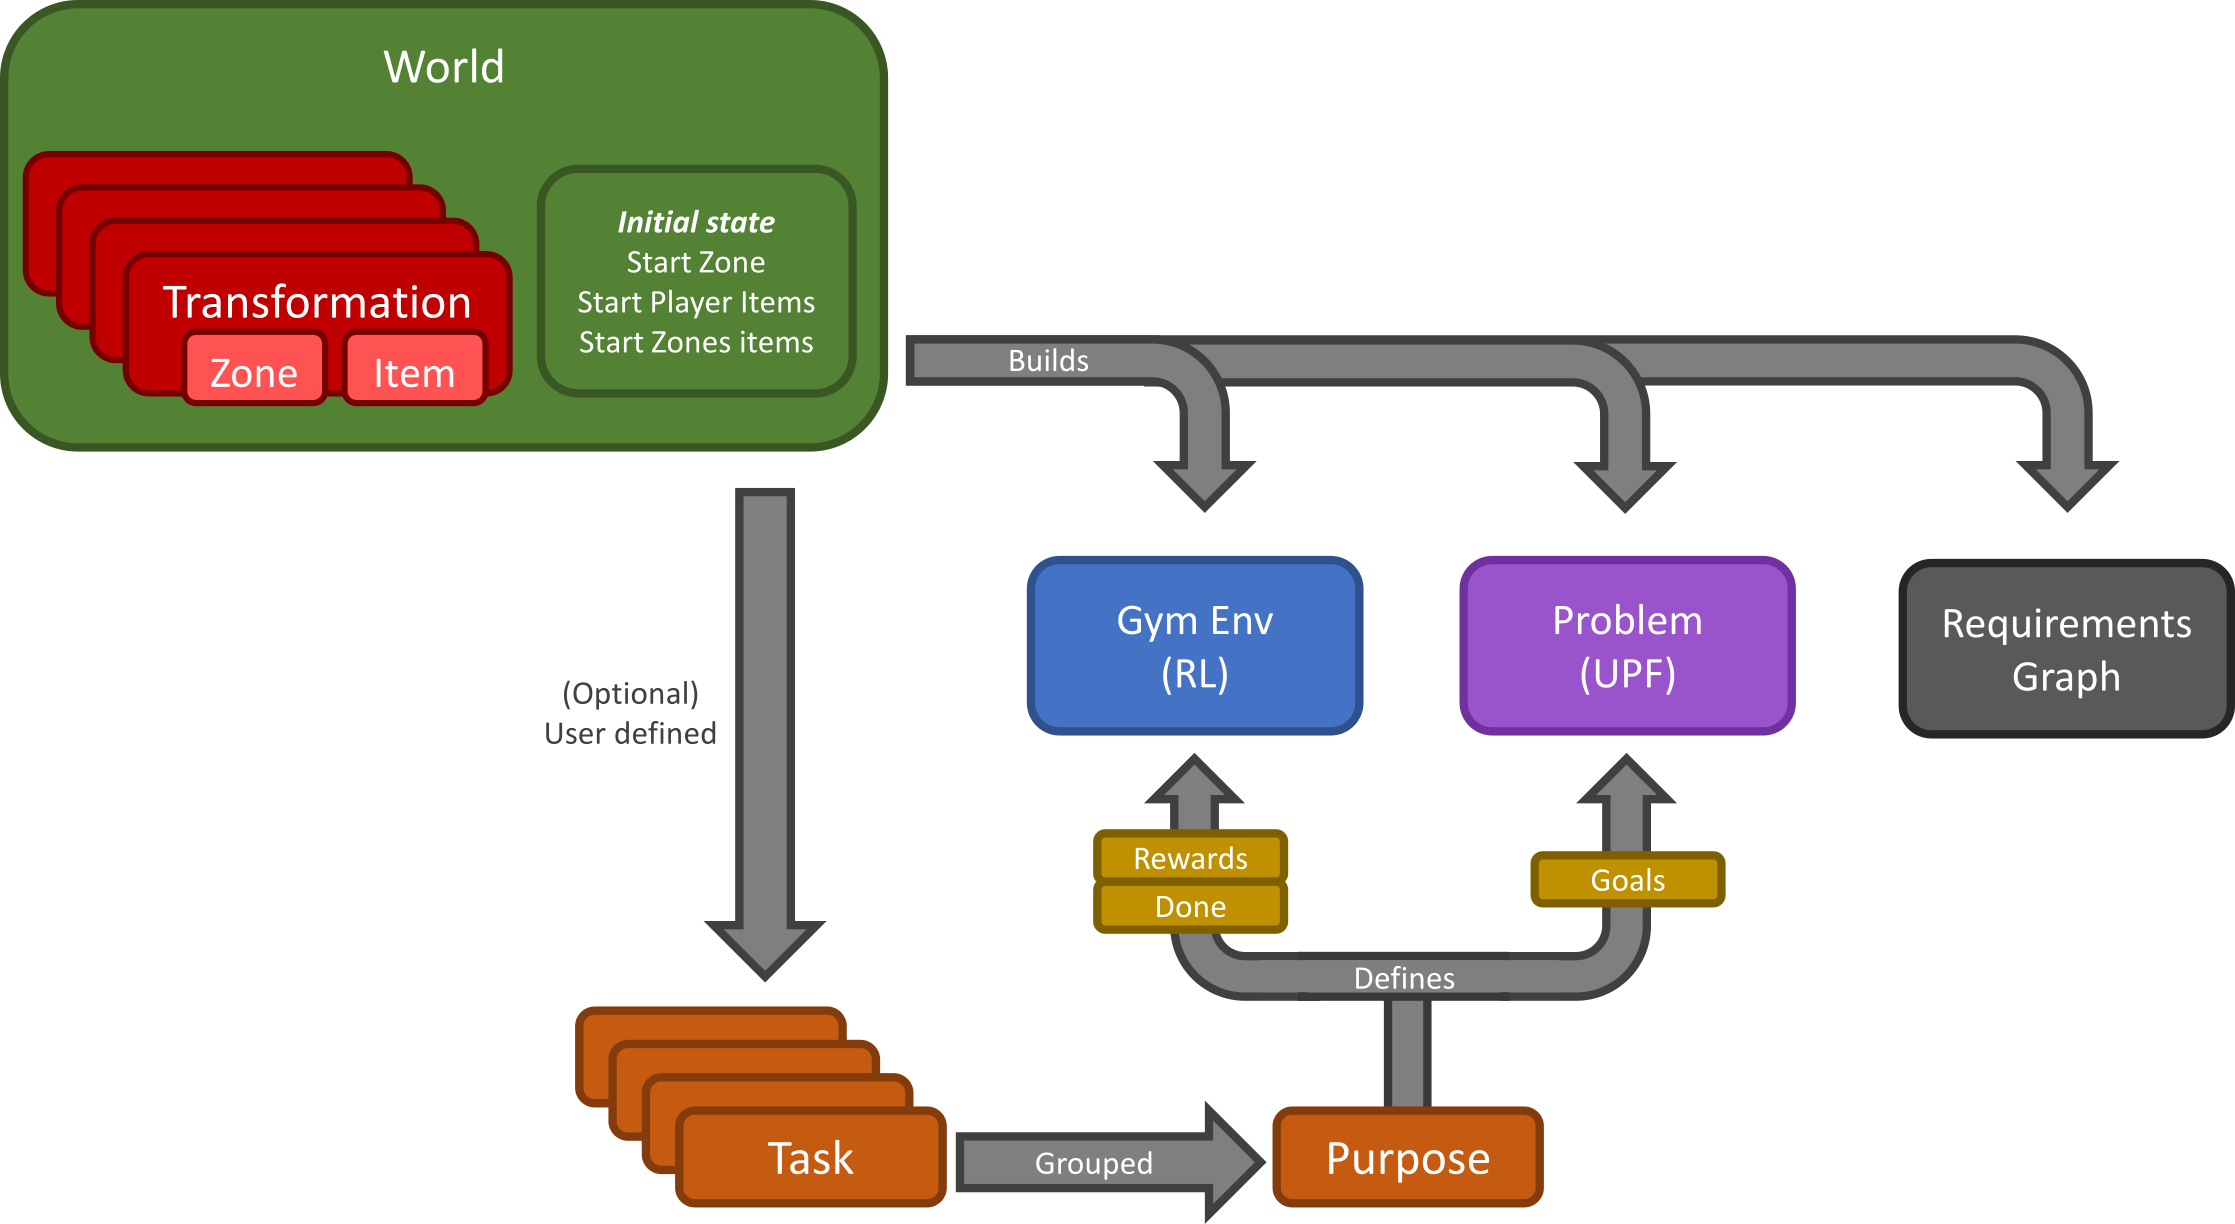 World
Transformation
Zone
Item
Initial state
Start Zone
Start Player Items
Start Zones items
Builds
Gym Env
(RL)
Problem
(UPF)
Requirements
Graph
(Optional)
User defined
Rewards
Done
Goals
Defines
Task
Grouped
Purpose